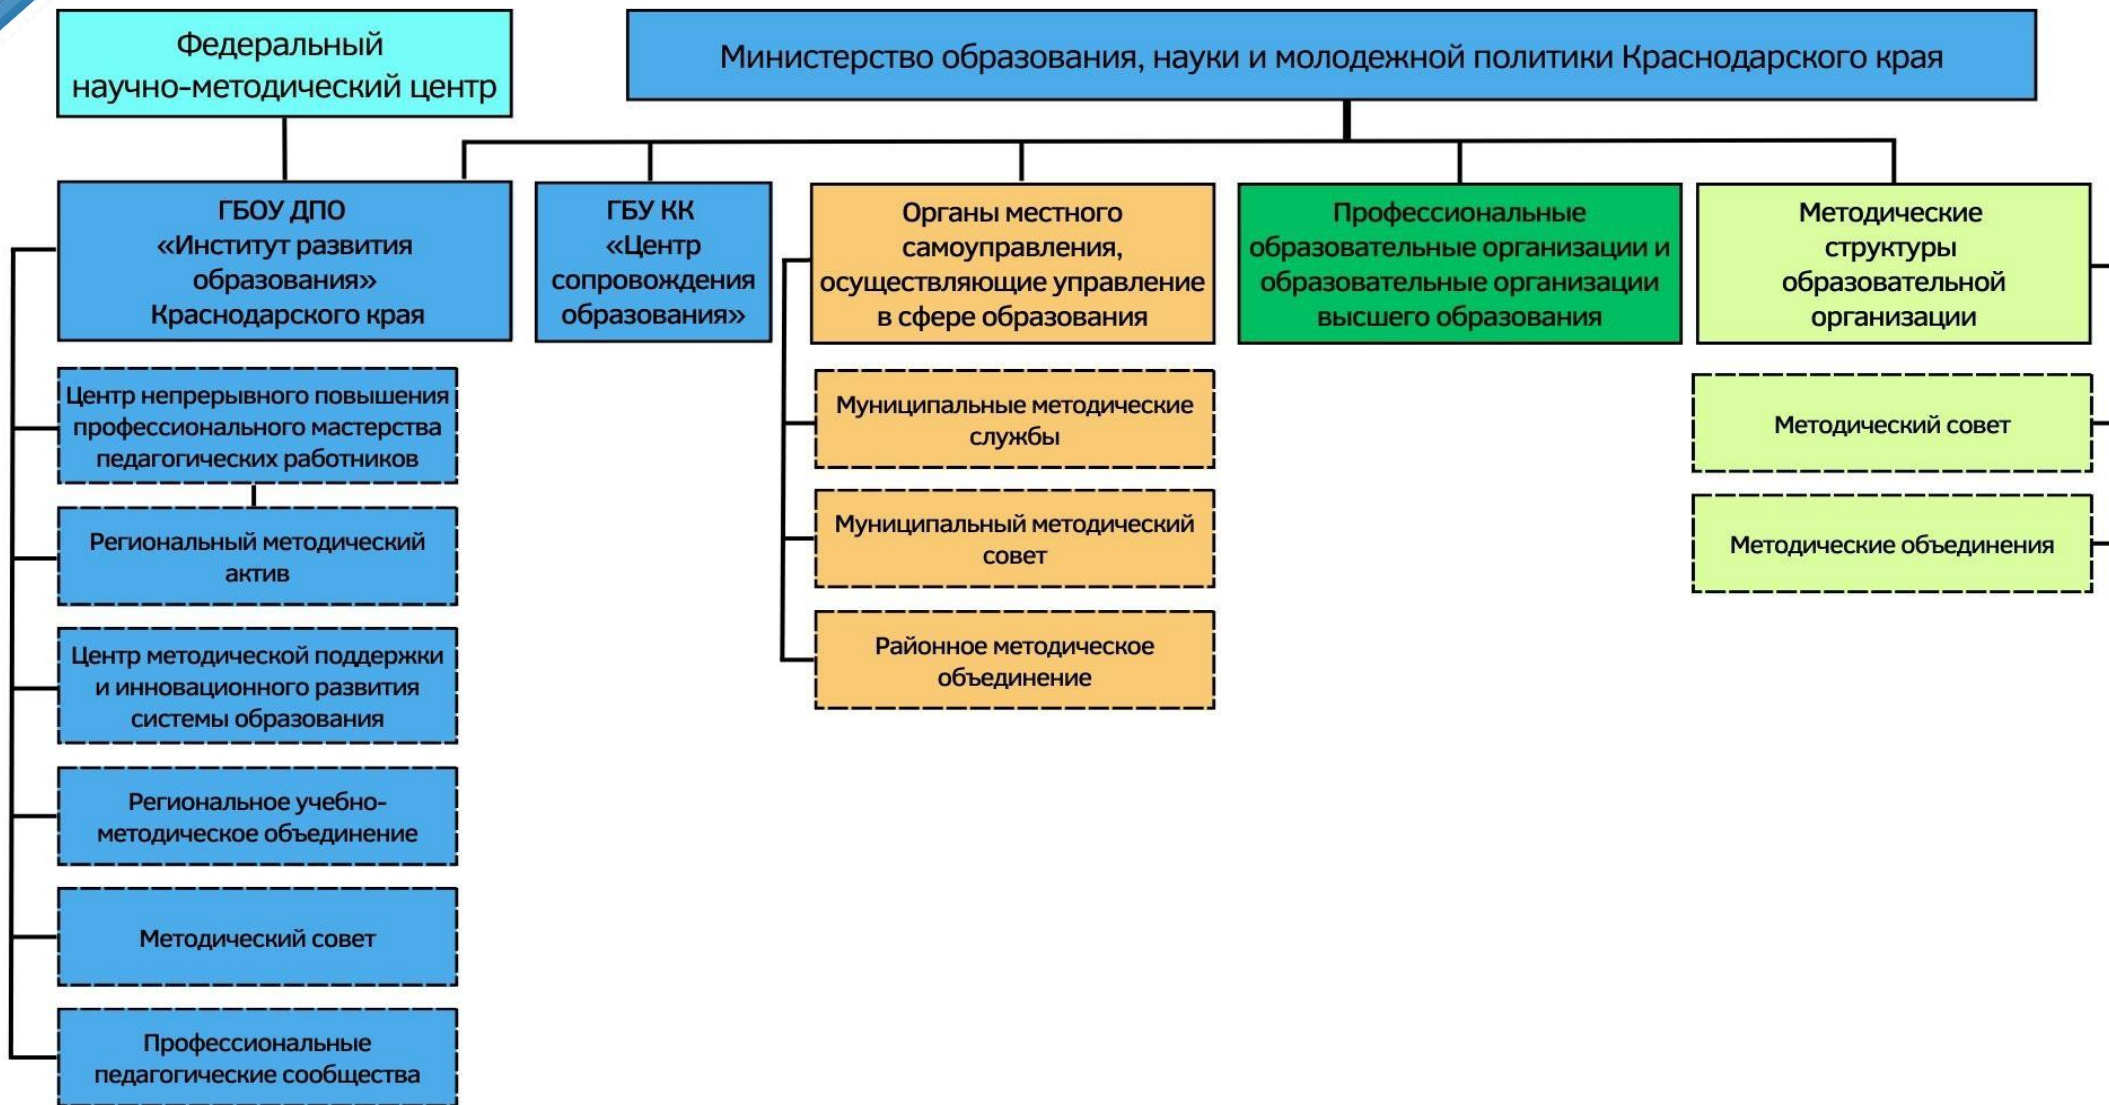 Федеральный
научно-методический центр
Министерство образования, науки и молодежной политики Краснодарского края
ГБОУ ДПО
«Институт развития
образования»
Краснодарского края
ГБУ КК
«Центр
сопровождения
образования»
Органы местного
самоуправления,
осуществляющие управление
в сфере образования
Профессиональные
образовательные организации и
образовательные организации
высшего образования
Методические
структуры
образовательной
организации
Центр непрерывного повышения
профессионального мастерства
педагогических работников
Региональный методический
актив
Центр методической поддержки
и инновационного развития
системы образования
Региональное учебно-
методическое объединение
Методический совет
Профессиональные
педагогические сообщества
Муниципальные методические
службы
Муниципальный методический
совет
Районное методическое
объединение
Методический совет
Методические объединения